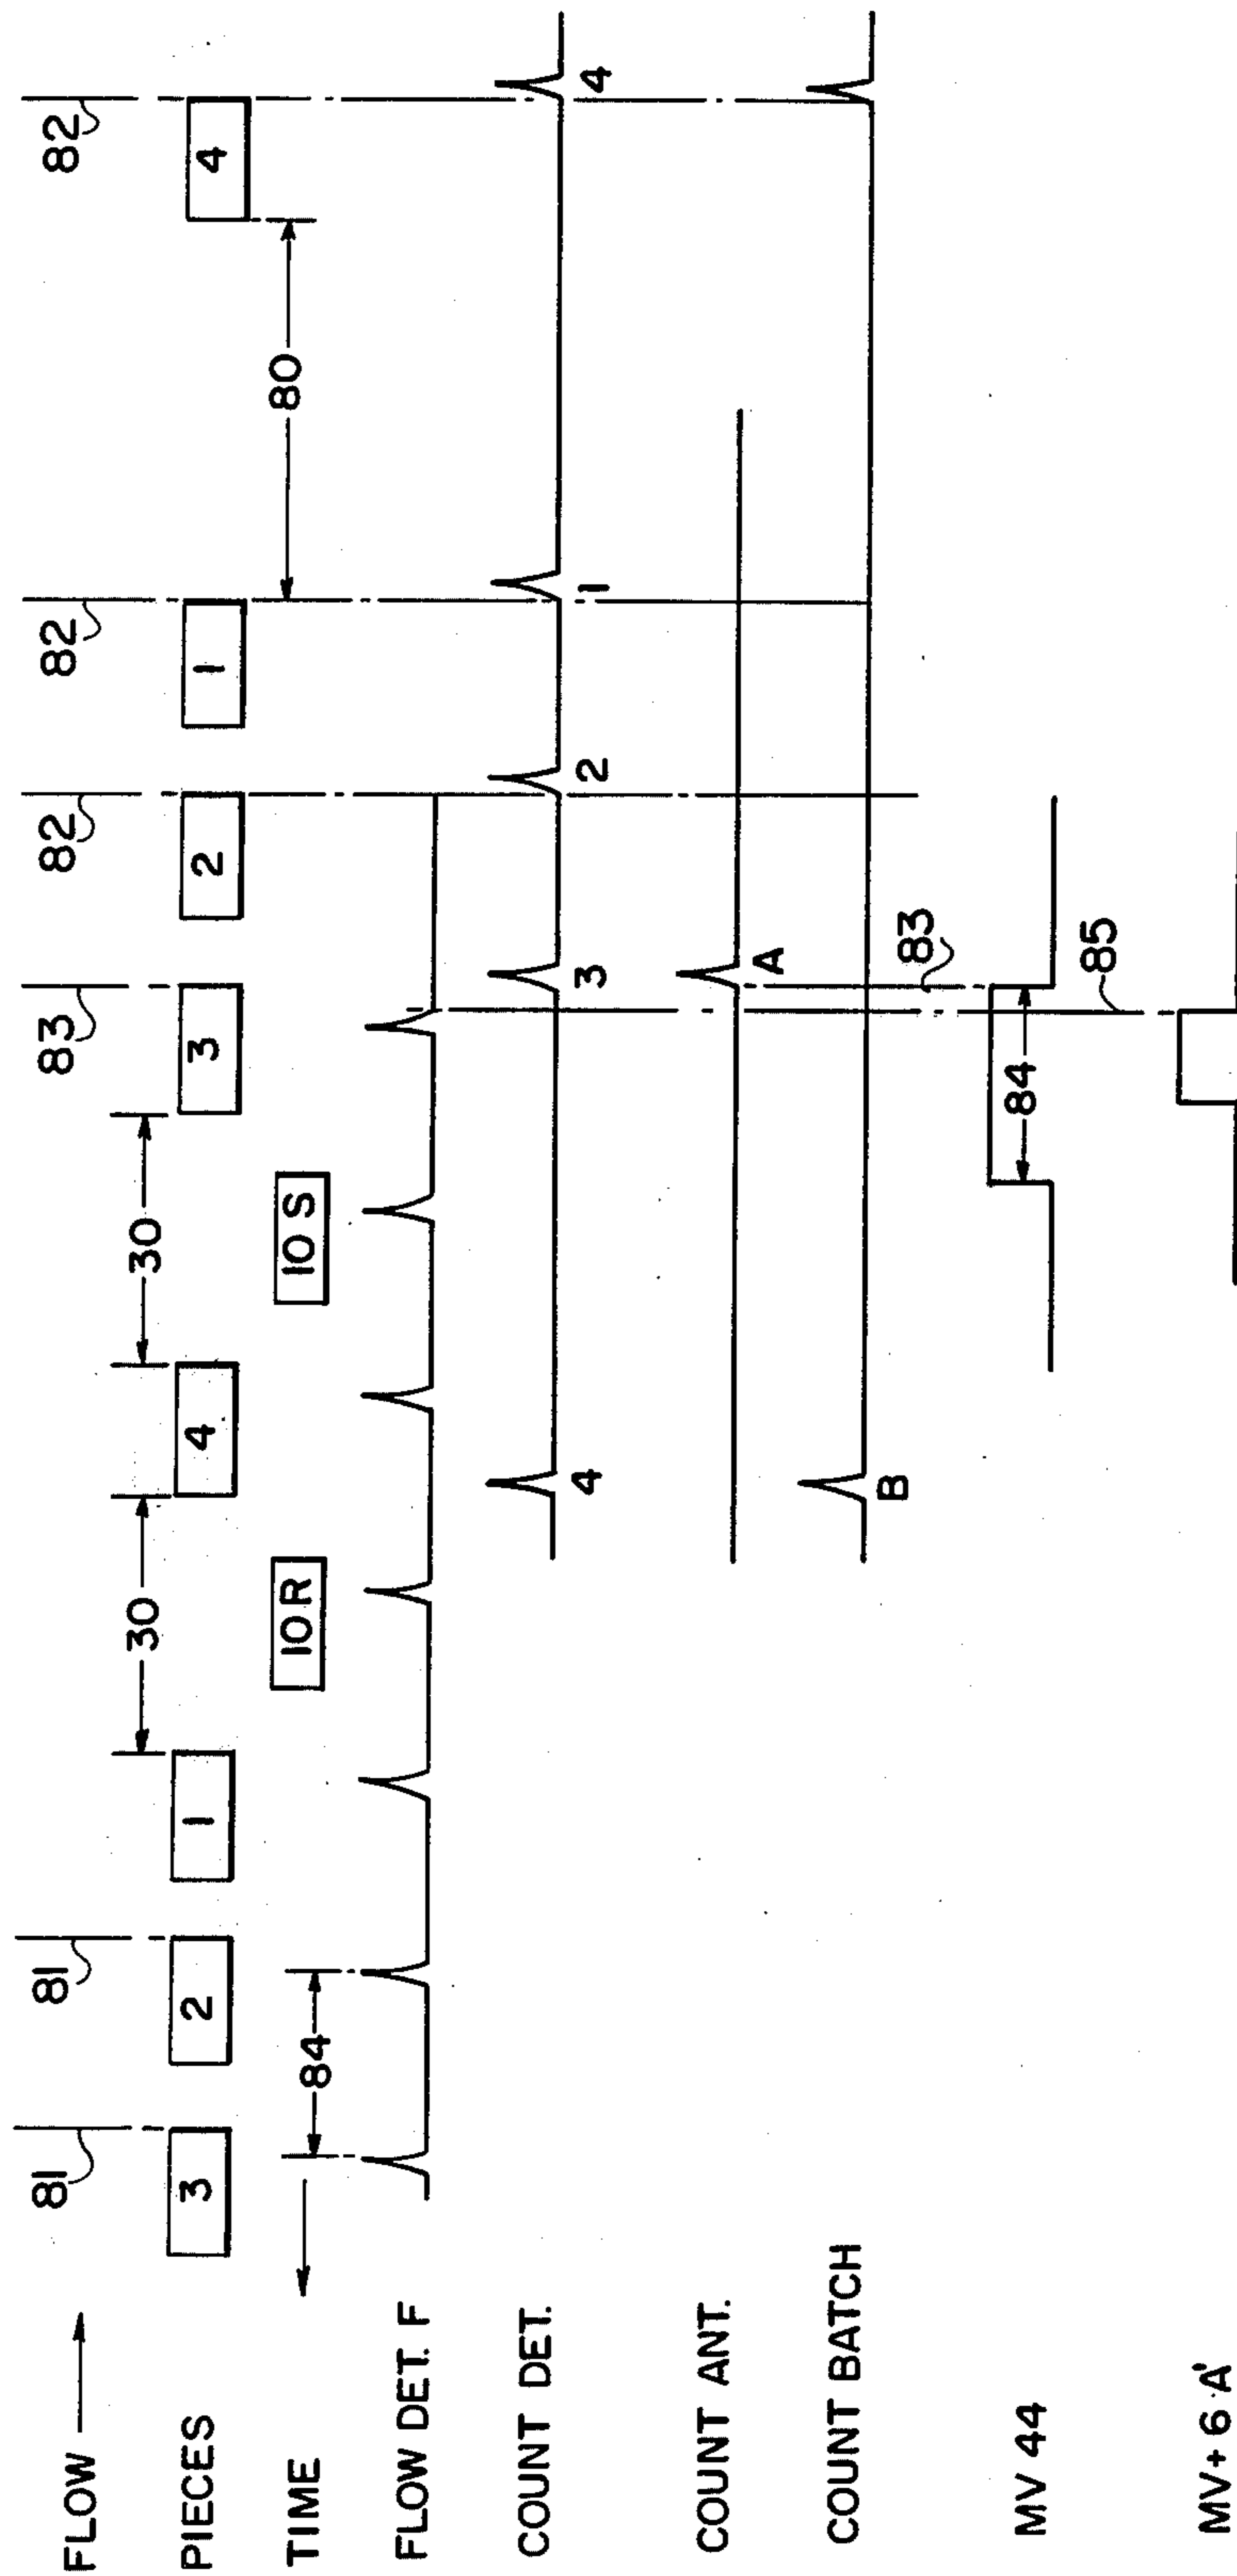 FLOW 81 81 83 82 82 82
30 30
PIECES 3 2 1 4 3 2 1 4
TIME 84 10R 10S 80
FLOW DET. F
COUNT DET.
4 3 2 1 4
COUNT ANT.
A
COUNT BATCH
B 83
MV 44 84
85
MV+6·A'